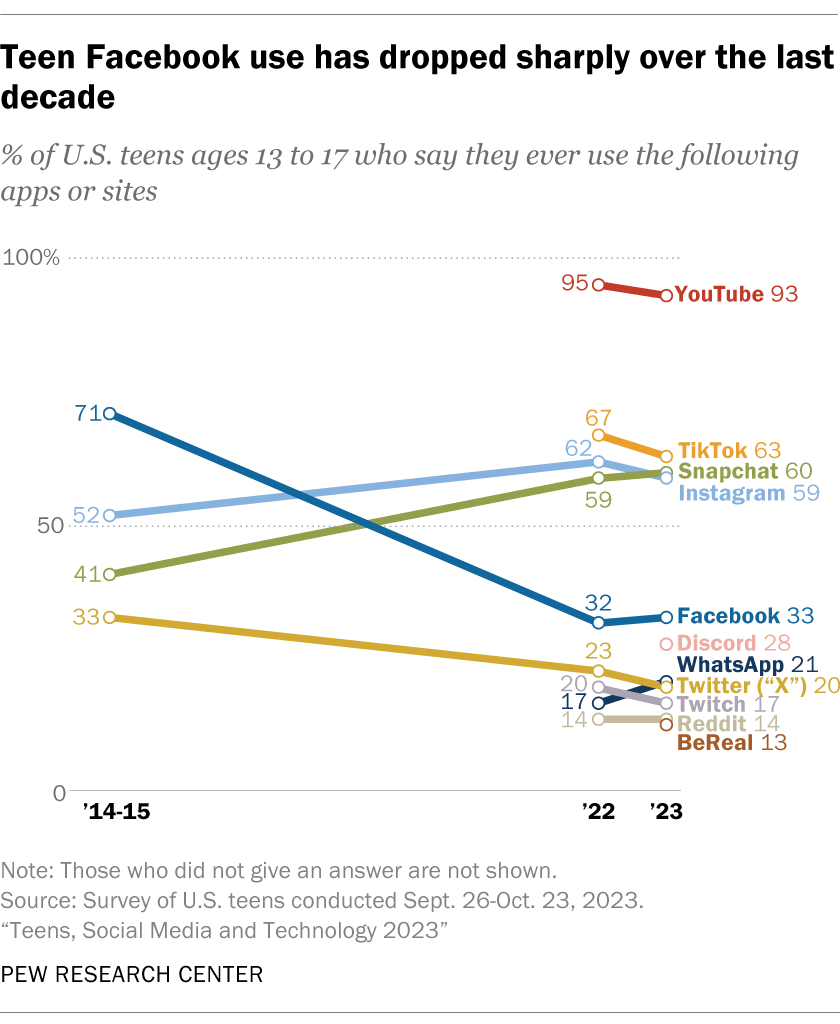 Teen Facebook use has dropped sharply over the last
decade
% of U.S. teens ages 13 to 17 who say they ever use the following
apps or sites
100%
95
YouTube 93
71
67
TikTok 63
62
Snapchat 60
59
Instagram 59
52
50
41
33
32
Facebook 33
Discord 28
23
WhatsApp 21
20
Twitter (“X”) 20
17
Twitch 17
14
Reddit 14
BeReal 13
0
’14-15
’22
’23
Note: Those who did not give an answer are not shown.
Source: Survey of U.S. teens conducted Sept. 26-Oct. 23, 2023.
“Teens, Social Media and Technology 2023”
PEW RESEARCH CENTER